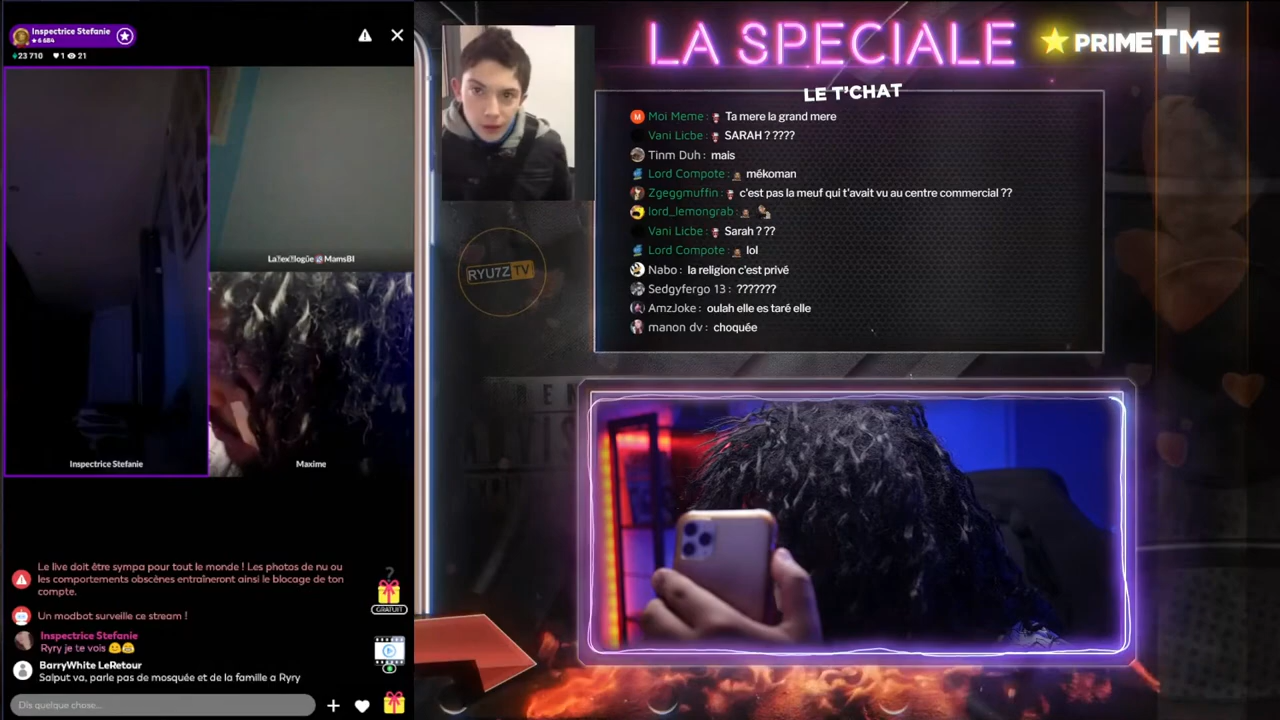 Inspectrice Stefanie
6 684
23 710 1 21
La!!ex!!logûe MamsBI
Inspectrice Stefanie
Maxime
Le live doit être sympa pour tout le monde ! Les photos de nu ou
les comportements obscènes entraîneront ainsi le blocage de ton
compte.
?
GRATUIT
Un modbot surveille ce stream !
Inspectrice Stefanie
Ryry je te vois
BarryWhite LeRetour
Salput va, parle pas de mosquée et de la famille a Ryry
Dis quelque chose...
LA SPECIALE
PRIMETME
LE T'CHAT
M Moi Meme : Ta mere la grand mere
Vani Licbe : SARAH ? ????
Tinm Duh : mais
Lord Compote : mékoman
Zgeggmuffin : c'est pas la meuf qui t'avait vu au centre commercial ??
lord_lemongrab :
Vani Licbe : Sarah ? ??
Lord Compote : lol
Nabo : la religion c'est privé
Sedgyfergo 13 : ???????
AmzJoke : oulah elle es taré elle
manon dv : choquée
RYU7Z TV